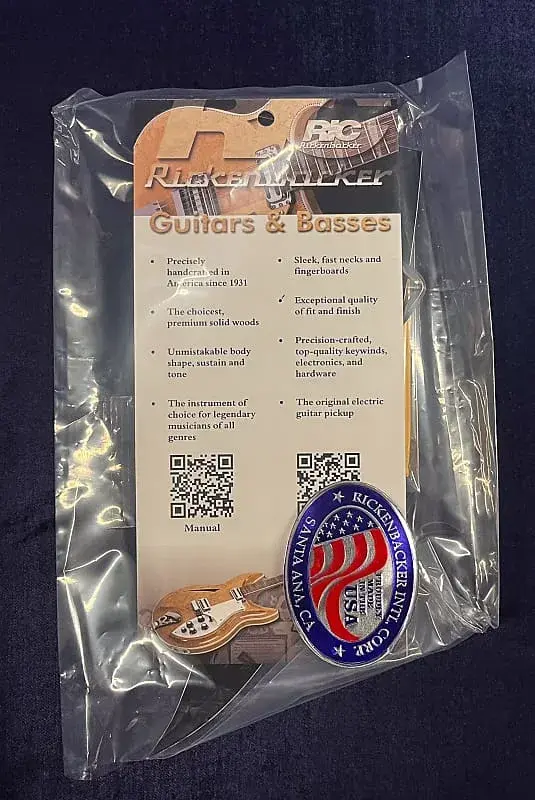 RIC
Rickenbacker
Rickenbacker
Guitars & Basses
Precisely
handcrafted in
America since 1931
The choicest,
premium solid woods
Unmistakable body
shape, sustain and
tone
The instrument of
choice for legendary
musicians of all
genres
Sleek, fast necks and
fingerboards
Exceptional quality
of fit and finish
Precision-crafted,
top-quality keywinds,
electronics, and
hardware
The original electric
guitar pickup
Manual
RICKENBACKER INTL. CORP.
SANTA ANA, CA
MADE
IN THE
USA